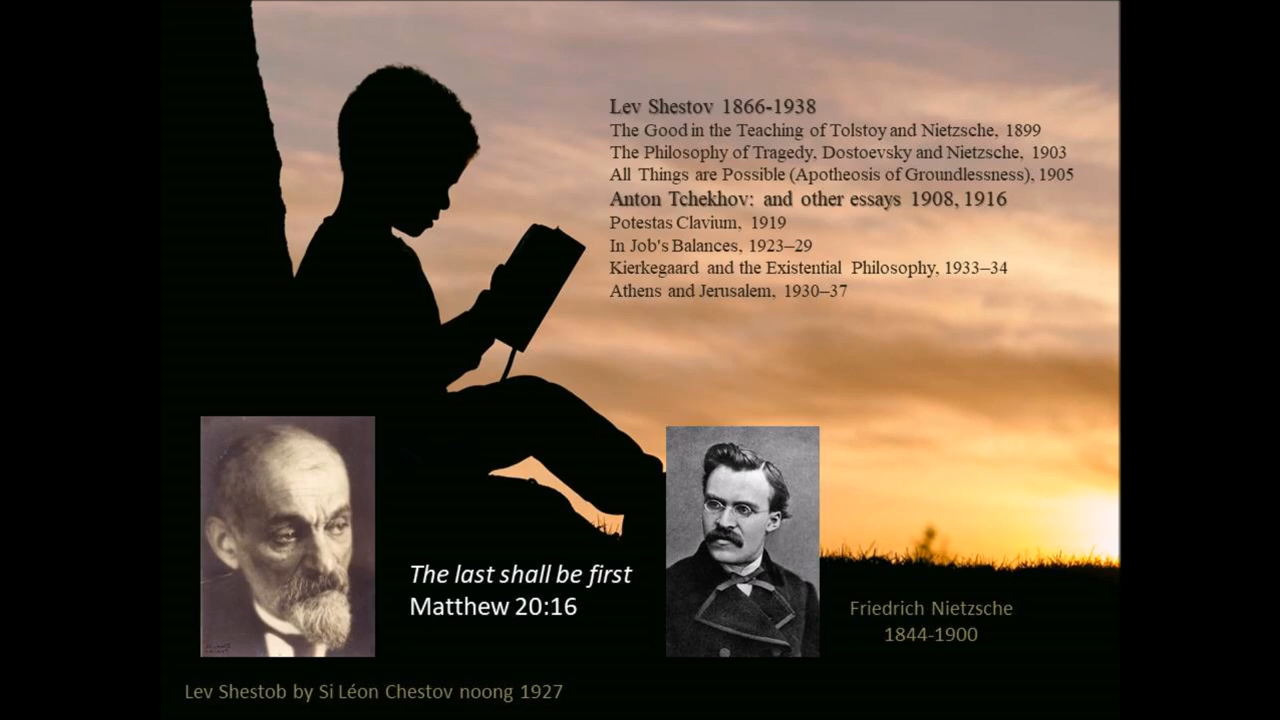 Lev Shestov 1866-1938
The Good in the Teaching of Tolstoy and Nietzsche, 1899
The Philosophy of Tragedy, Dostoevsky and Nietzsche, 1903
All Things are Possible (Apotheosis of Groundlessness), 1905
Anton Tchekhov: and other essays 1908, 1916
Potestas Clavium, 1919
In Job's Balances, 1923–29
Kierkegaard and the Existential Philosophy, 1933–34
Athens and Jerusalem, 1930–37
The last shall be first
Matthew 20:16
Friedrich Nietzsche
1844-1900
Lev Shestob by Si Léon Chestov noong 1927